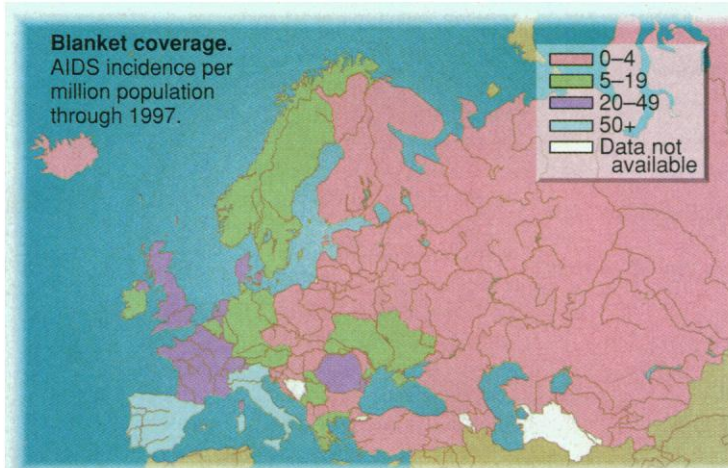 Blanket coverage.
AIDS incidence per
million population
through 1997.
0–4
5–19
20–49
50+
Data not
available